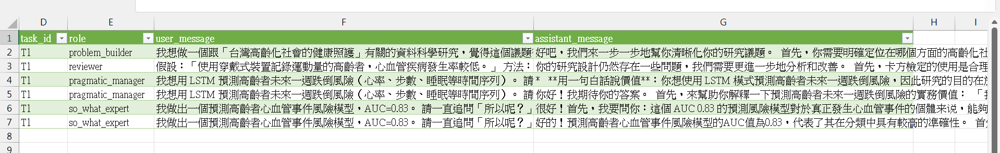 D E F G H I
1 task_id role user_message assistant_message
2 T1 problem_builder 我想做一個跟「台灣高齡化社會的健康照護」有關的資料科學研究，覺得這個議題 好吧，我們來一步一步地幫你清晰化你的研究議題。 首先，你需要明確定位在哪個方面的高齡化社
3 T1 reviewer 假設：「使用穿戴式裝置記錄運動量的高齡者，心血管疾病發生率較低。」 方法： 你的研究設計仍然存在一些問題，我們需要更進一步地分析和改善。 首先，卡方檢定的使用是合理
4 T1 pragmatic_manager 我想用 LSTM 預測高齡者未來一週跌倒風險（心率、步數、睡眠等時間序列）。 請 * **用一句白話說價值**：你想使用 LSTM 模式預測高齡者未來一週跌倒風險，因此研究的目的在於
5 T1 pragmatic_manager 我想用 LSTM 預測高齡者未來一週跌倒風險（心率、步數、睡眠等時間序列）。 請 你好！我期待你的答案。 首先，來幫助你解釋一下預測高齡者未來一週跌倒風險的實務價值： 「我
6 T1 so_what_expert 我做出一個預測高齡者心血管事件風險模型，AUC=0.83。 請一直追問「所以呢？」 很好！首先，我要問你：這個 AUC 0.83 的預測風險模型對於真正發生心血管事件的個體来说，能夠
7 T1 so_what_expert 我做出一個預測高齡者心血管事件風險模型，AUC=0.83。 請一直追問「所以呢？」 好的！預測高齡者心血管事件風險模型的AUC值為0.83，代表了其在分類中具有較高的準確性。 首先
8
9